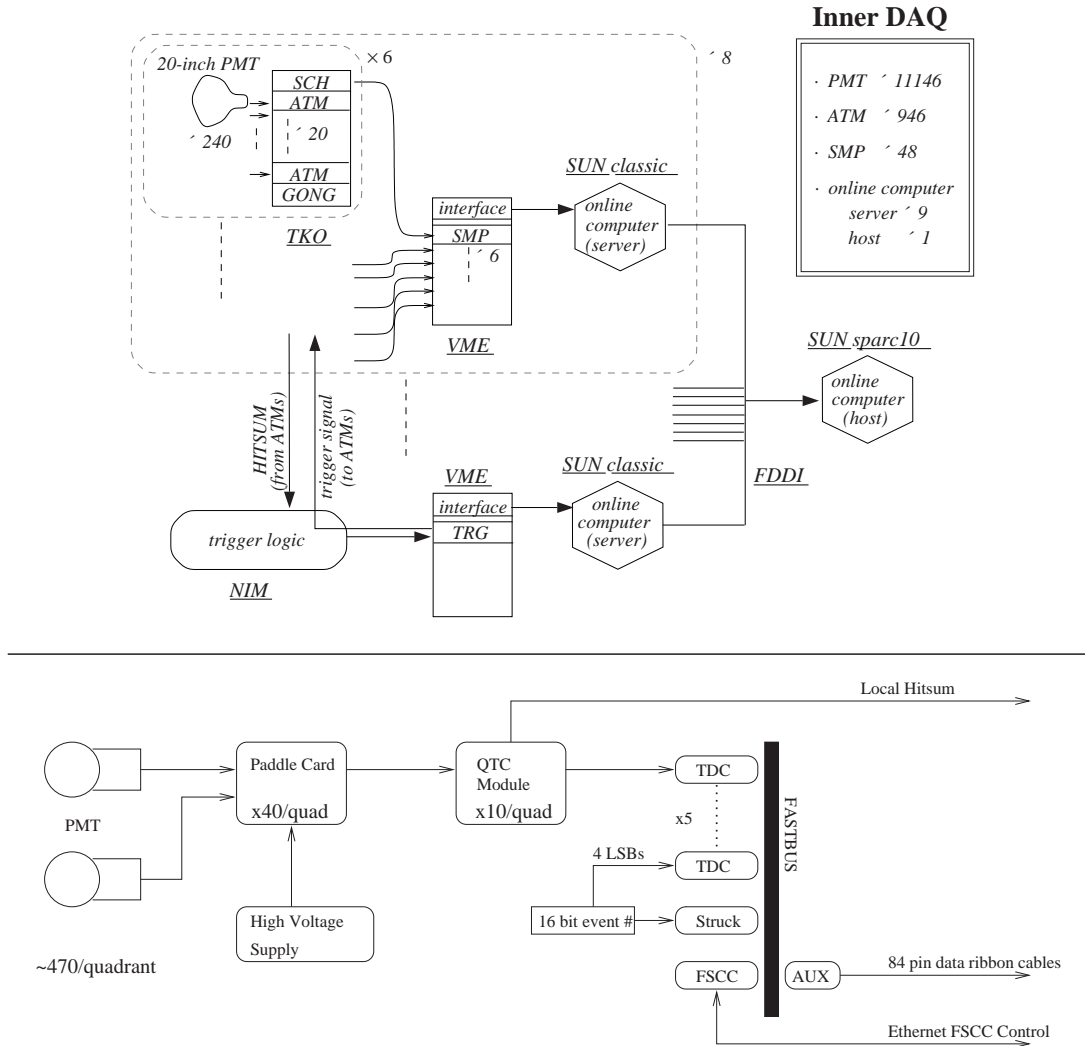 Inner DAQ
· PMT ´ 11146
· ATM ´ 946
· SMP ´ 48
· online computer
server ´ 9
host ´ 1
´ 8
× 6
20-inch PMT
´ 240
SCH
ATM
´ 20
ATM
GONG
TKO
interface
SMP
´ 6
VME
SUN classic
online
computer
(server)
SUN sparc10
online
computer
(host)
HITSUM
(from ATMs)
trigger signal
(to ATMs)
VME
interface
TRG
SUN classic
online
computer
(server)
FDDI
trigger logic
NIM
Local Hitsum
Paddle Card
x40/quad
QTC
Module
x10/quad
TDC
PMT
x5
FASTBUS
4 LSBs
TDC
High Voltage
Supply
16 bit event #
Struck
~470/quadrant
FSCC
AUX
84 pin data ribbon cables
Ethernet FSCC Control